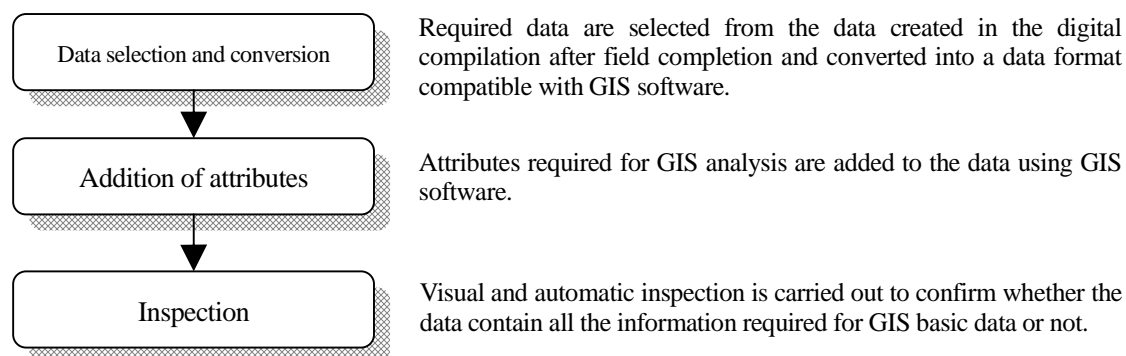 Data selection and conversion
Required data are selected from the data created in the digital
compilation after field completion and converted into a data format
compatible with GIS software.
Addition of attributes
Attributes required for GIS analysis are added to the data using GIS
software.
Inspection
Visual and automatic inspection is carried out to confirm whether the
data contain all the information required for GIS basic data or not.